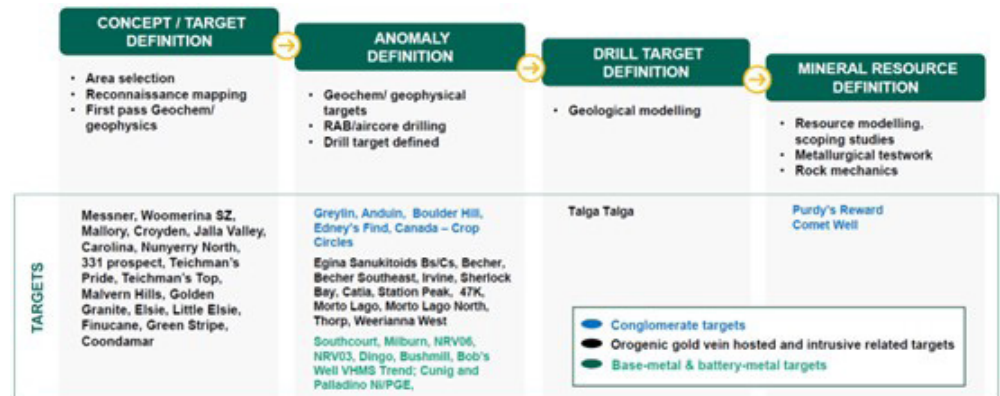 CONCEPT / TARGET
DEFINITION
• Area selection
• Reconnaissance mapping
• First pass Geochem/
geophysics
ANOMALY
DEFINITION
• Geochem/ geophysical
targets
• RAB/aircore drilling
• Drill target defined
DRILL TARGET
DEFINITION
• Geological modelling
MINERAL RESOURCE
DEFINITION
• Resource modelling,
scoping studies
• Metallurgical testwork
• Rock mechanics
TARGETS
Messner, Woomerina SZ,
Mallory, Croyden, Jalla Valley,
Carolina, Nunyerry North,
331 prospect, Teichman's
Pride, Teichman's Top,
Malvern Hills, Golden
Granite, Elsie, Little Elsie,
Finucane, Green Stripe,
Coondamar
Greylin, Anduin, Boulder Hill,
Edney's Find, Canada – Crop
Circles
Egina Sanukitoids Bs/Cs, Becher,
Becher Southeast, Irvine, Sherlock
Bay, Catia, Station Peak, 47K,
Morto Lago, Morto Lago North,
Thorp, Weerianna West
Southcourt, Milburn, NRV06,
NRV03, Dingo, Bushmill, Bob's
Well VHMS Trend; Cunig and
Palladino Ni/PGE,
Talga Talga
Purdy's Reward
Comet Well
Conglomerate targets
Orogenic gold vein hosted and intrusive related targets
Base-metal & battery-metal targets